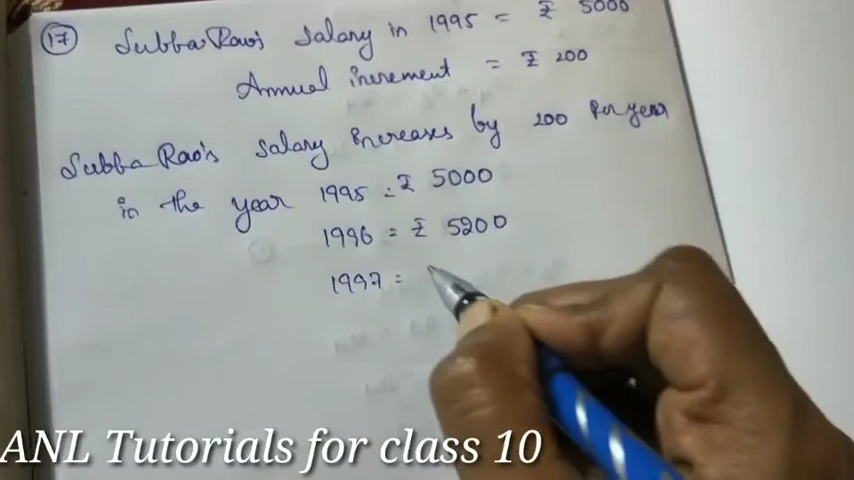 17 Subba Rao's Salary in 1995 = ₹ 5000
Annual increment = ₹ 200
Subba Rao's salary increases by 200 Per year
in the year 1995 = ₹ 5000
1996 = ₹ 5200
1997 =
ANL Tutorials for class 10